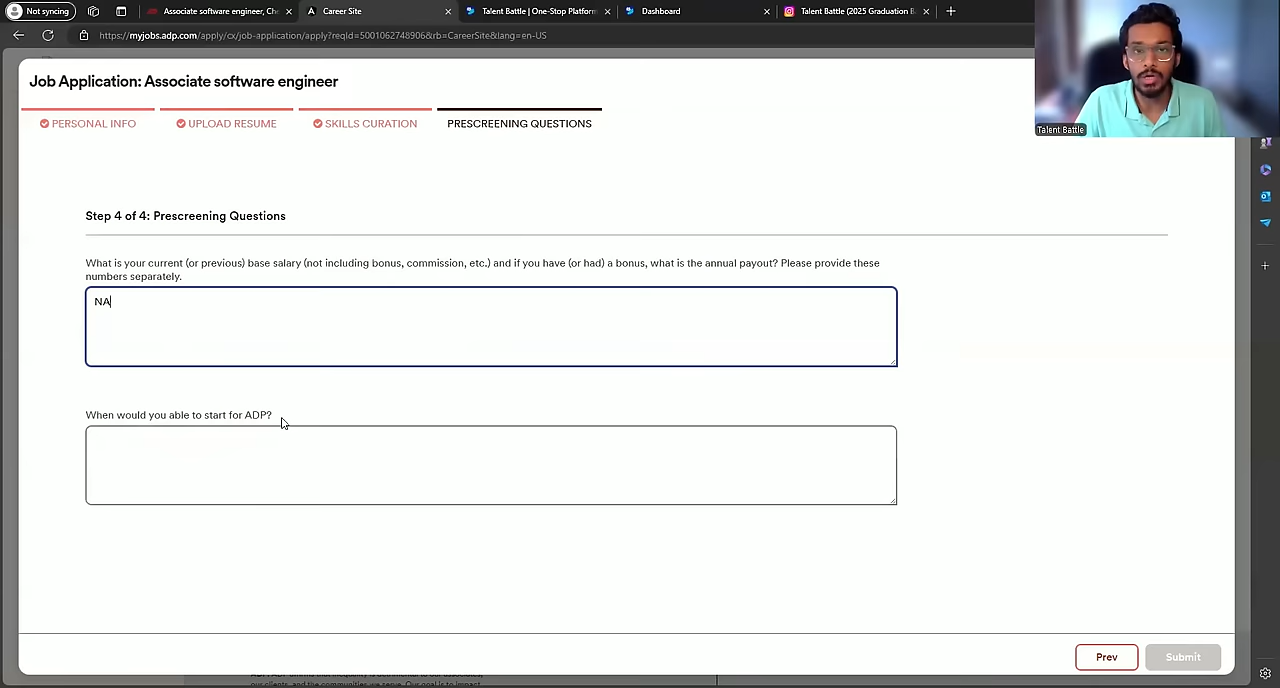 Not syncing
Associate software engineer, Che
Career Site
Talent Battle | One-Stop Platform
Dashboard
Talent Battle (2025 Graduation B
https://myjobs.adp.com/apply/cx/job-application/apply?reqId=5001062748906&rb=CareerSite&lang=en-US
Job Application: Associate software engineer
PERSONAL INFO
UPLOAD RESUME
SKILLS CURATION
PRESCREENING QUESTIONS
Talent Battle
Step 4 of 4: Prescreening Questions
What is your current (or previous) base salary (not including bonus, commission, etc.) and if you have (or had) a bonus, what is the annual payout? Please provide these
numbers separately.
NA
When would you able to start for ADP?
Prev
Submit